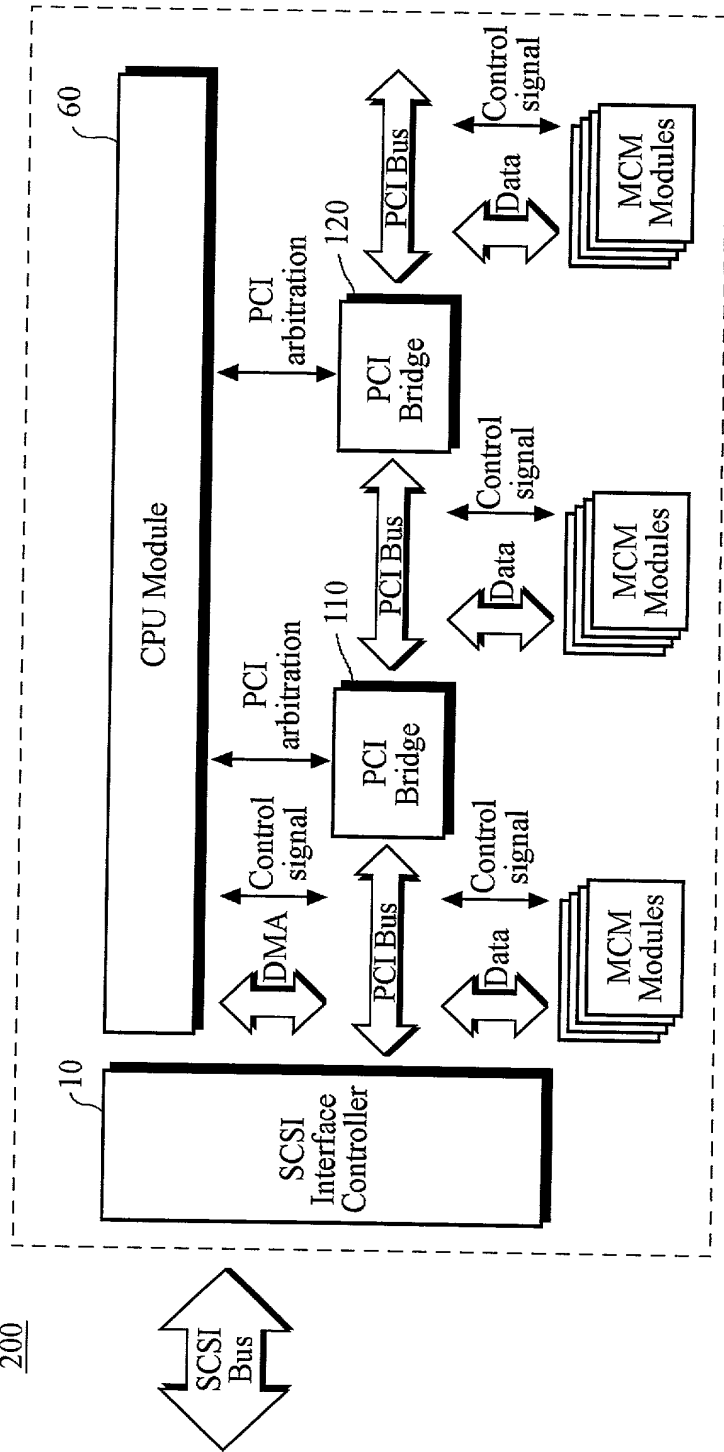 200
SCSI
Bus
10
SCSI
Interface
Controller
60
CPU Module
DMA
Control
signal
PCI
arbitration
PCI
arbitration
PCI Bus
110
PCI
Bridge
PCI Bus
120
PCI
Bridge
PCI Bus
Data
Control
signal
Data
Control
signal
Data
Control
signal
MCM
Modules
MCM
Modules
MCM
Modules